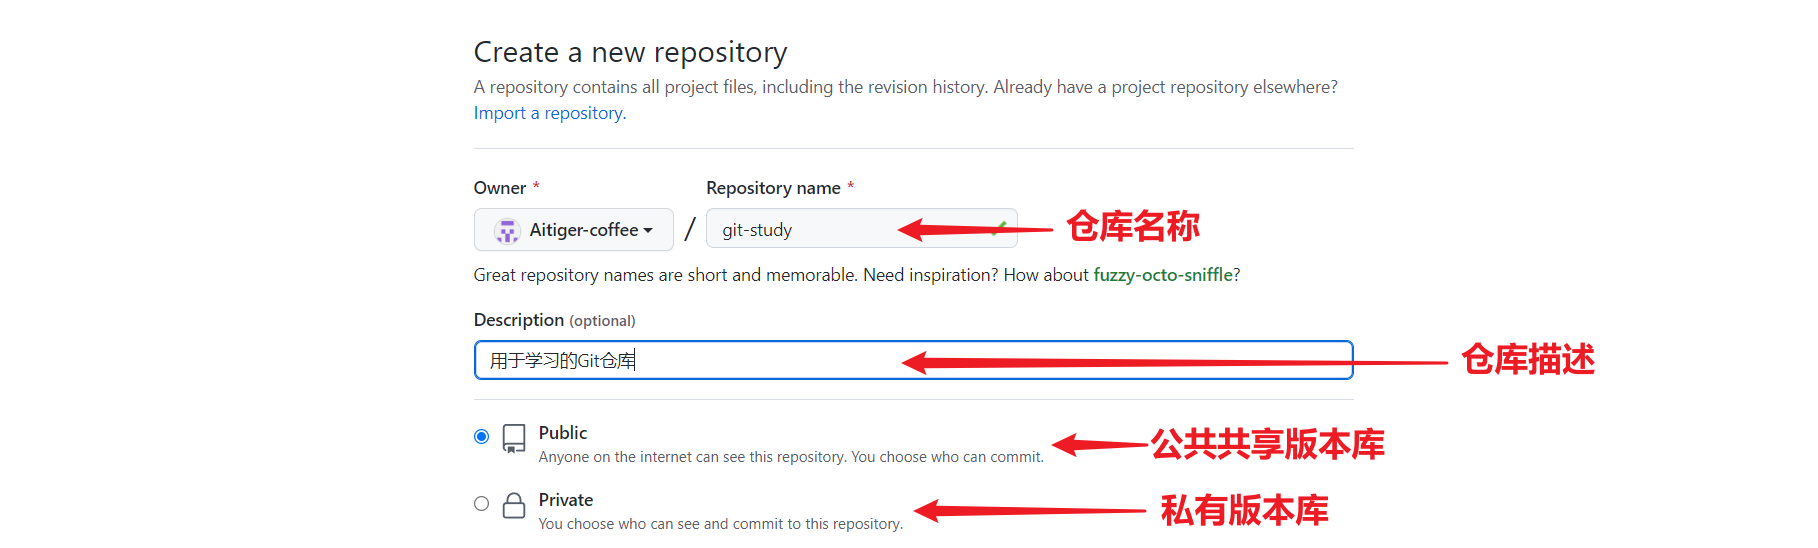 Create a new repository
A repository contains all project files, including the revision history. Already have a project repository elsewhere?
Import a repository.
Owner *
Repository name *
Aitiger-coffee
/
git-study
仓库名称
Great repository names are short and memorable. Need inspiration? How about fuzzy-octo-sniffle?
Description (optional)
用于学习的Git仓库
仓库描述
Public
Anyone on the internet can see this repository. You choose who can commit.
公共共享版本库
Private
You choose who can see and commit to this repository.
私有版本库